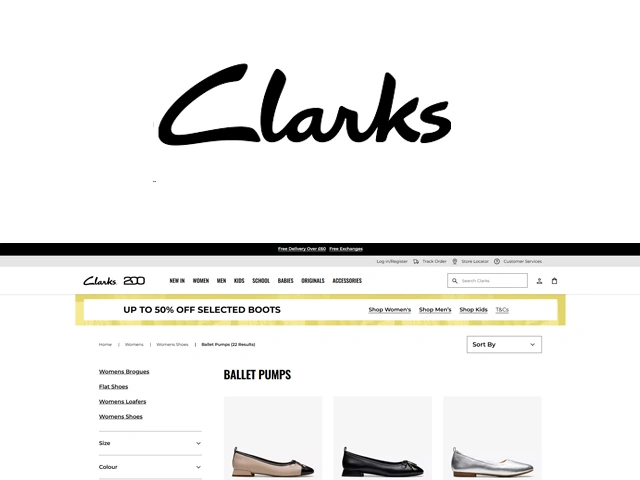 Clarks
Free Delivery Over £60 Free Exchanges
Log In/Register Track Order Store Locator Customer Services
Clarks 200 NEW IN WOMEN MEN KIDS SCHOOL BABIES ORIGINALS ACCESSORIES Search Clarks
UP TO 50% OFF SELECTED BOOTS Shop Women's Shop Men's Shop Kids T&Cs
Home | Womens | Womens Shoes | Ballet Pumps (22 Results) Sort By
Womens Brogues
BALLET PUMPS
Flat Shoes
Womens Loafers
Womens Shoes
Size
Colour